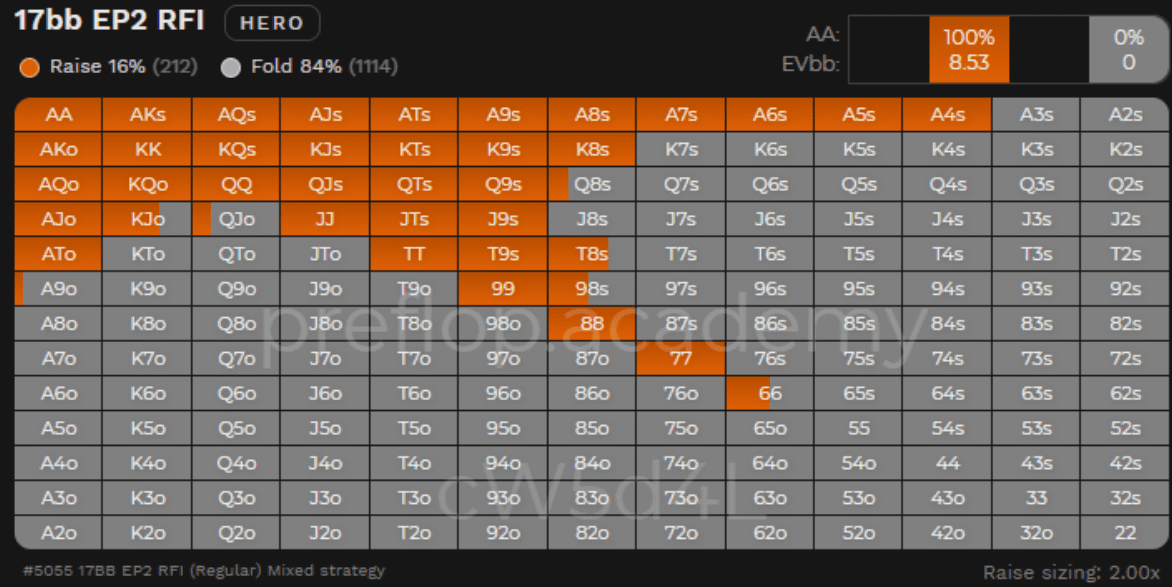 17bb EP2 RFI HERO
Raise 16% (212) Fold 84% (1114)
AA: 100% 0%
EVbb: 8.53 0
AA AKs AQs AJs ATs A9s A8s A7s A6s A5s A4s A3s A2s
AKo KK KQs KJs KTs K9s K8s K7s K6s K5s K4s K3s K2s
AQo KQo QQ QJs QTs Q9s Q8s Q7s Q6s Q5s Q4s Q3s Q2s
AJo KJo QJo JJ JTs J9s J8s J7s J6s J5s J4s J3s J2s
ATo KTo QTo JTo TT T9s T8s T7s T6s T5s T4s T3s T2s
A9o K9o Q9o J9o T9o 99 98s 97s 96s 95s 94s 93s 92s
A8o K8o Q8o J8o T8o 98o 88 87s 86s 85s 84s 83s 82s
preflop.academy
A7o K7o Q7o J7o T7o 97o 87o 77 76s 75s 74s 73s 72s
A6o K6o Q6o J6o T6o 96o 86o 76o 66 65s 64s 63s 62s
A5o K5o Q5o J5o T5o 95o 85o 75o 65o 55 54s 53s 52s
A4o K4o Q4o J4o T4o 94o 84o 74o 64o 54o 44 43s 42s
cW5d4L
A3o K3o Q3o J3o T3o 93o 83o 73o 63o 53o 43o 33 32s
A2o K2o Q2o J2o T2o 92o 82o 72o 62o 52o 42o 32o 22
#5055 17BB EP2 RFI (Regular) Mixed strategy Raise sizing: 2.00x